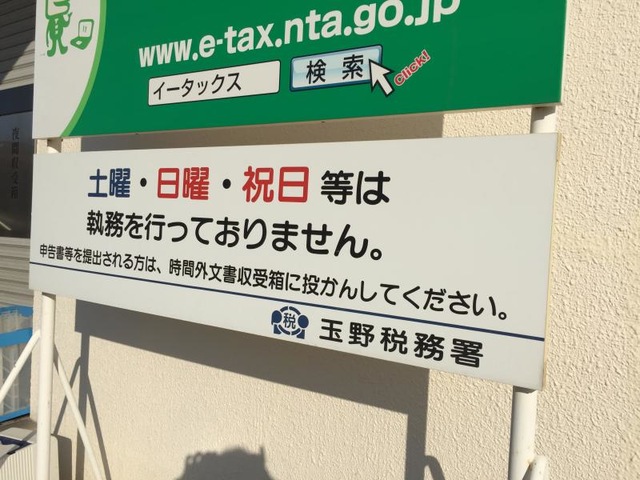 www.e-tax.nta.go.jp
イータックス 検索 Click!
土曜・日曜・祝日 等は
執務を行っておりません。
申告書等を提出される方は、時間外文書収受箱に投かんしてください。
税 玉野税務署